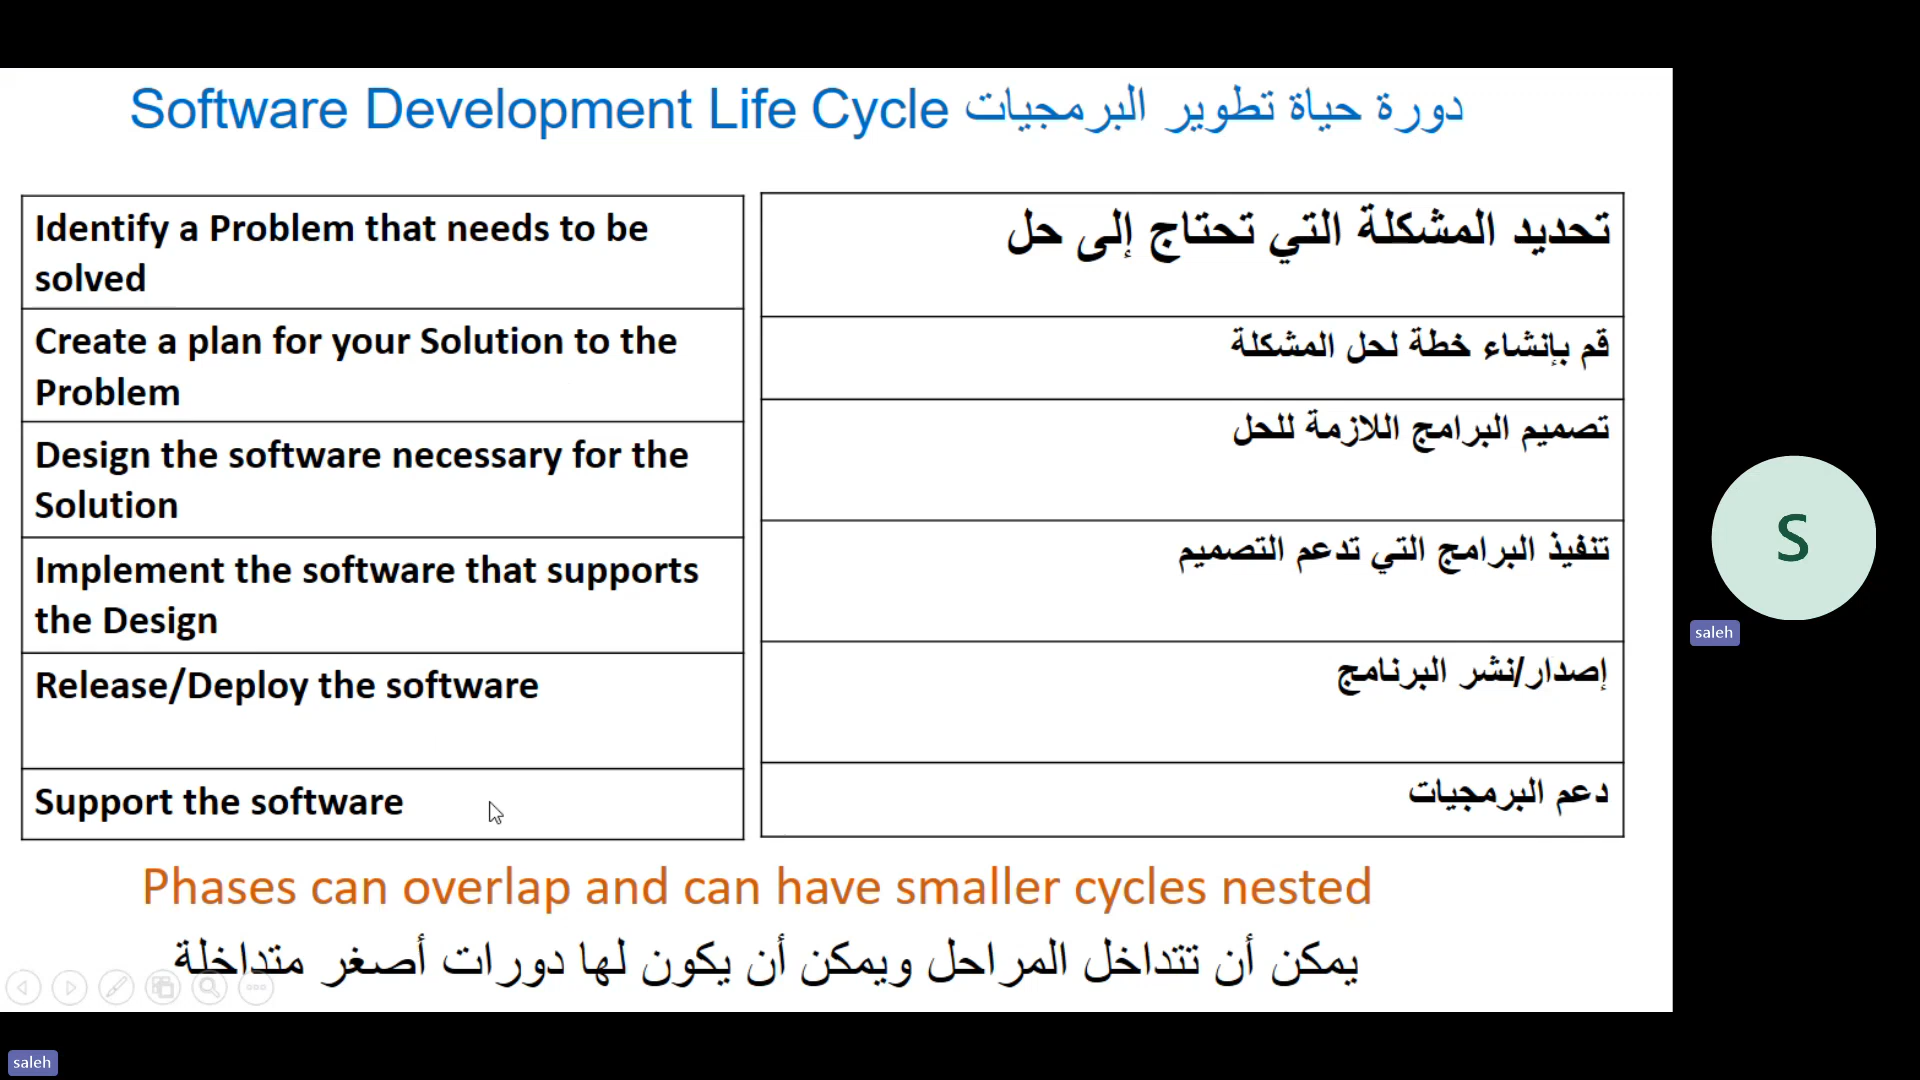 Software Development Life Cycle دورة حياة تطوير البرمجيات
Identify a Problem that needs to be
solved
Create a plan for your Solution to the
Problem
Design the software necessary for the
Solution
Implement the software that supports
the Design
Release/Deploy the software
Support the software
تحديد المشكلة التي تحتاج إلى حل
قم بإنشاء خطة لحل المشكلة
تصميم البرامج اللازمة للحل
تنفيذ البرامج التي تدعم التصميم
إصدار/نشر البرنامج
دعم البرمجيات
Phases can overlap and can have smaller cycles nested
يمكن أن تتداخل المراحل ويمكن أن يكون لها دورات أصغر متداخلة
S
saleh
saleh